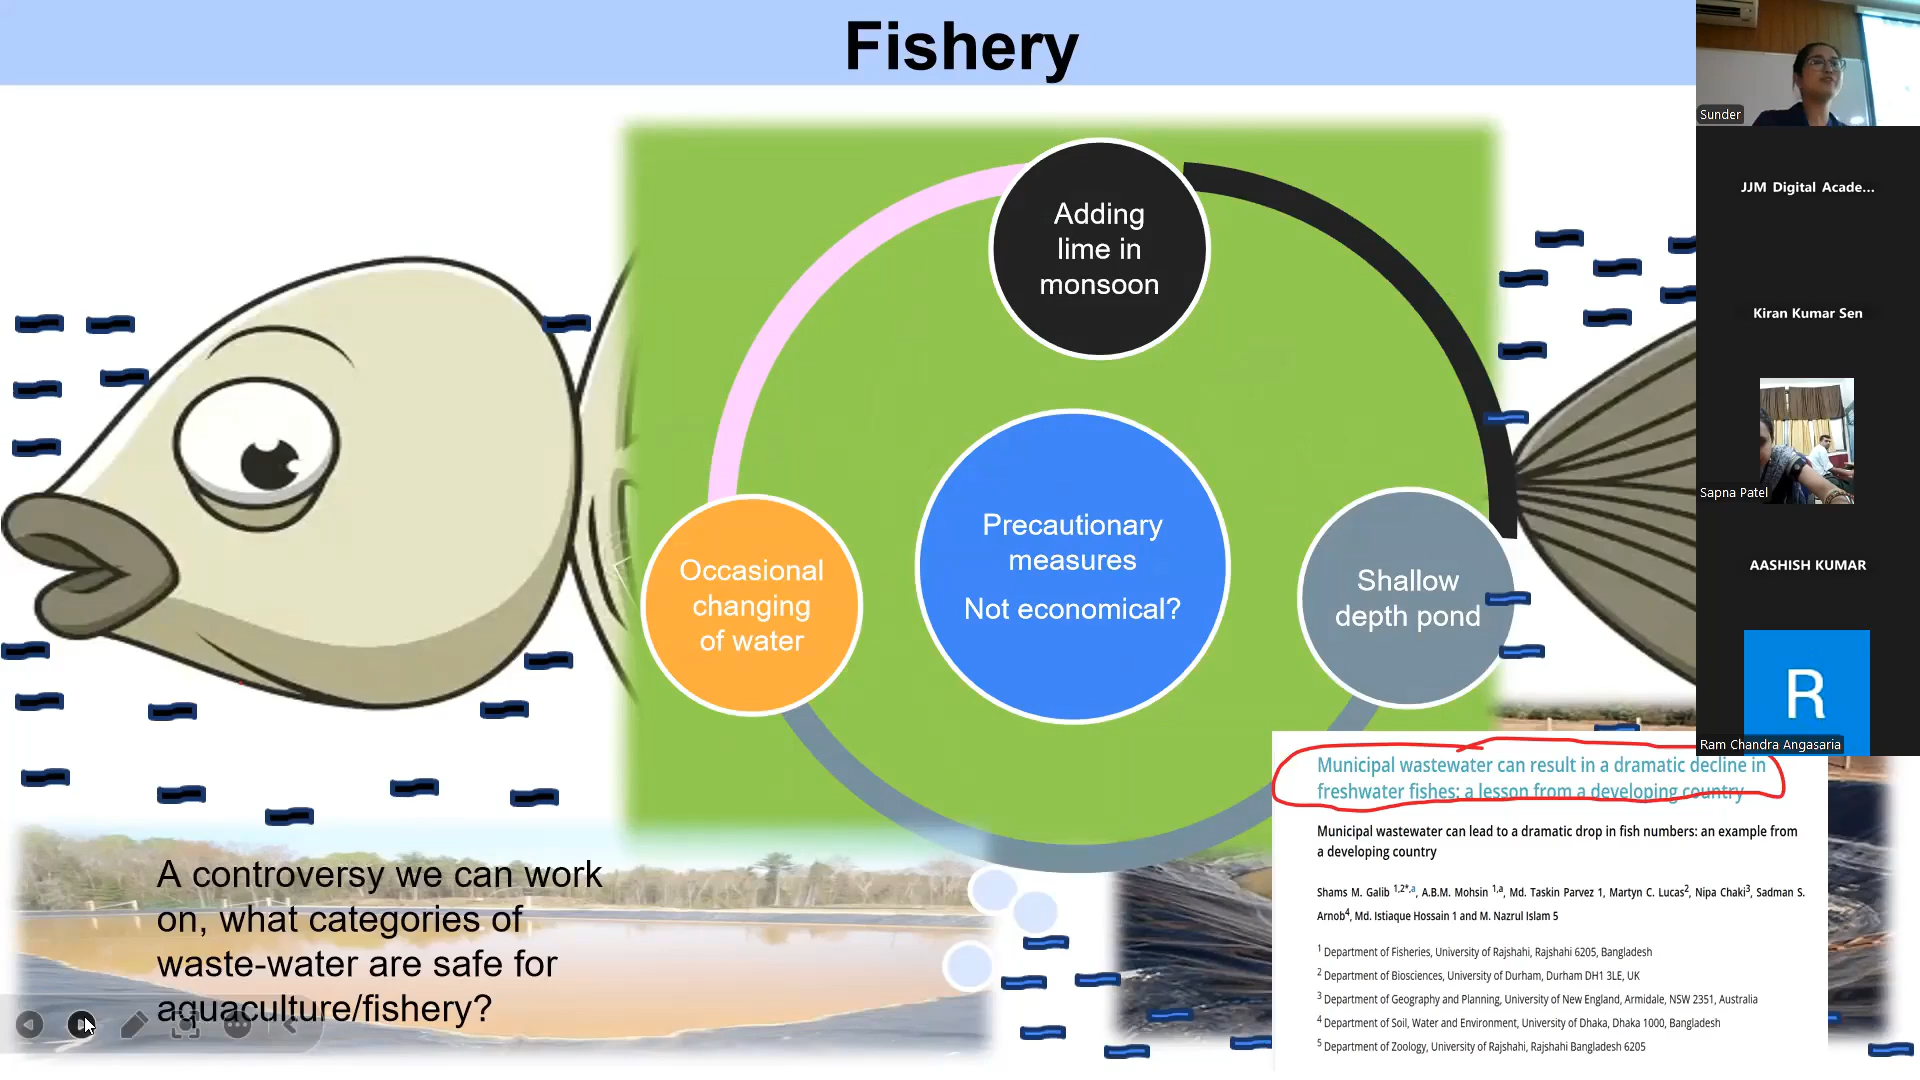 Fishery
Adding
lime in
monsoon
Precautionary
measures
Not economical?
Occasional
changing
of water
Shallow
depth pond
A controversy we can work
on, what categories of
waste-water are safe for
aquaculture/fishery?
Municipal wastewater can result in a dramatic decline in
freshwater fishes: a lesson from a developing country
Municipal wastewater can lead to a dramatic drop in fish numbers: an example from
a developing country
Shams M. Galib 1,2*,a, A.B.M. Mohsin 1,a, Md. Taskin Parvez 1, Martyn C. Lucas2, Nipa Chaki3, Sadman S.
Arnob4, Md. Istiaque Hossain 1 and M. Nazrul Islam 5
1 Department of Fisheries, University of Rajshahi, Rajshahi 6205, Bangladesh
2 Department of Biosciences, University of Durham, Durham DH1 3LE, UK
3 Department of Geography and Planning, University of New England, Armidale, NSW 2351, Australia
4 Department of Soil, Water and Environment, University of Dhaka, Dhaka 1000, Bangladesh
5 Department of Zoology, University of Rajshahi, Rajshahi Bangladesh 6205
Sunder
JJM Digital Acade...
Kiran Kumar Sen
Sapna Patel
AASHISH KUMAR
R
Ram Chandra Angasaria